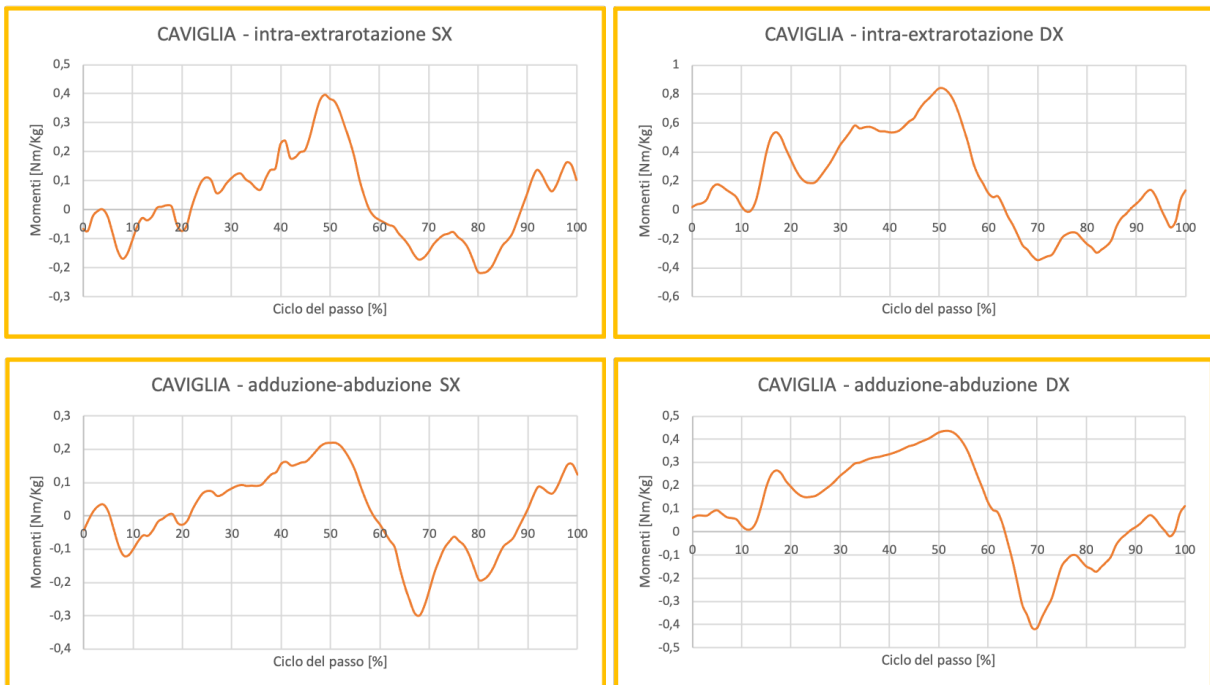 CAVIGLIA - intra-extrarotazione SX
0,5
0,4
0,3
0,2
0,1
0
-0,1
-0,2
-0,3
0 10 20 30 40 50 60 70 80 90 100
Momenti [Nm/Kg]
Ciclo del passo [%]
CAVIGLIA - intra-extrarotazione DX
1
0,8
0,6
0,4
0,2
0
-0,2
-0,4
-0,6
0 10 20 30 40 50 60 70 80 90 100
Momenti [Nm/Kg]
Ciclo del passo [%]
CAVIGLIA - adduzione-abduzione SX
0,3
0,2
0,1
0
-0,1
-0,2
-0,3
-0,4
0 10 20 30 40 50 60 70 80 90 100
Momenti [Nm/Kg]
Ciclo del passo [%]
CAVIGLIA - adduzione-abduzione DX
0,5
0,4
0,3
0,2
0,1
0
-0,1
-0,2
-0,3
-0,4
-0,5
0 10 20 30 40 50 60 70 80 90 100
Momenti [Nm/Kg]
Ciclo del passo [%]